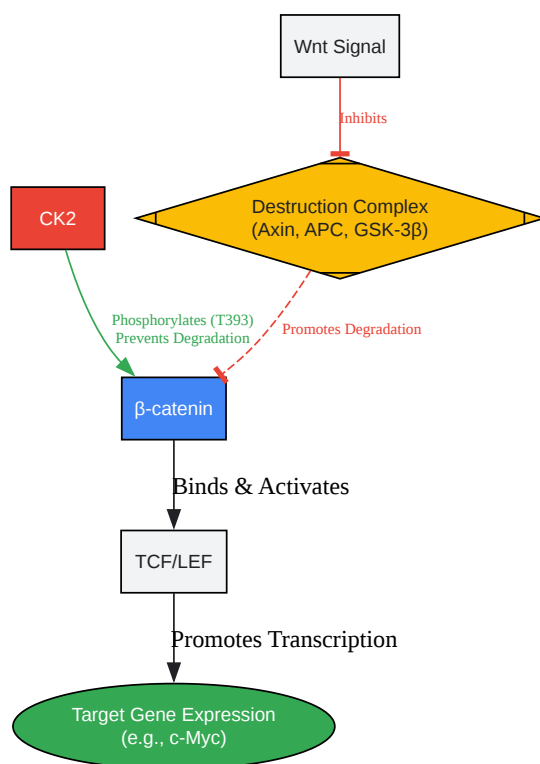 Wnt Signal
Inhibits
CK2
Destruction Complex
(Axin, APC, GSK-3β)
Phosphorylates (T393)
Prevents Degradation
Promotes Degradation
β-catenin
Binds & Activates
TCF/LEF
Promotes Transcription
Target Gene Expression
(e.g., c-Myc)